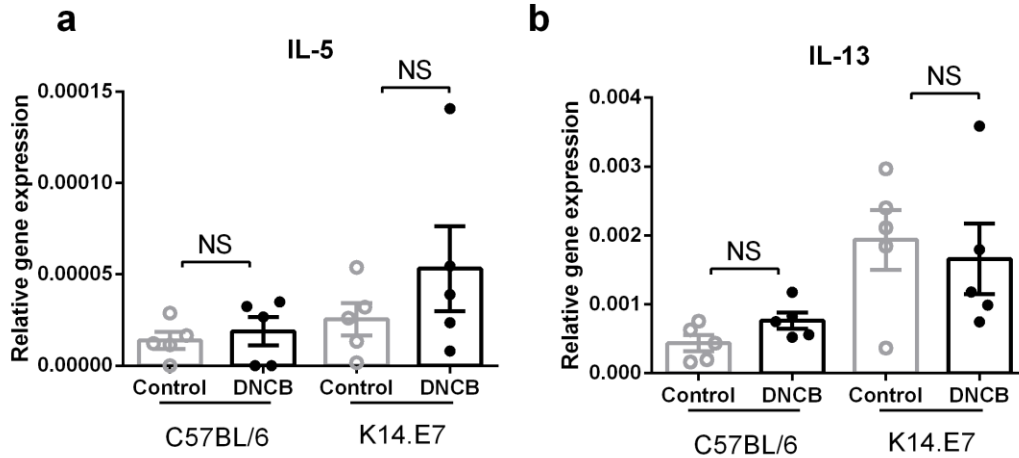 a
IL-5
NS
NS
Relative gene expression
0.00015
0.00010
0.00005
0.00000
Control DNCB Control DNCB
C57BL/6 K14.E7
b
IL-13
NS
NS
Relative gene expression
0.004
0.003
0.002
0.001
0.000
Control DNCB Control DNCB
C57BL/6 K14.E7